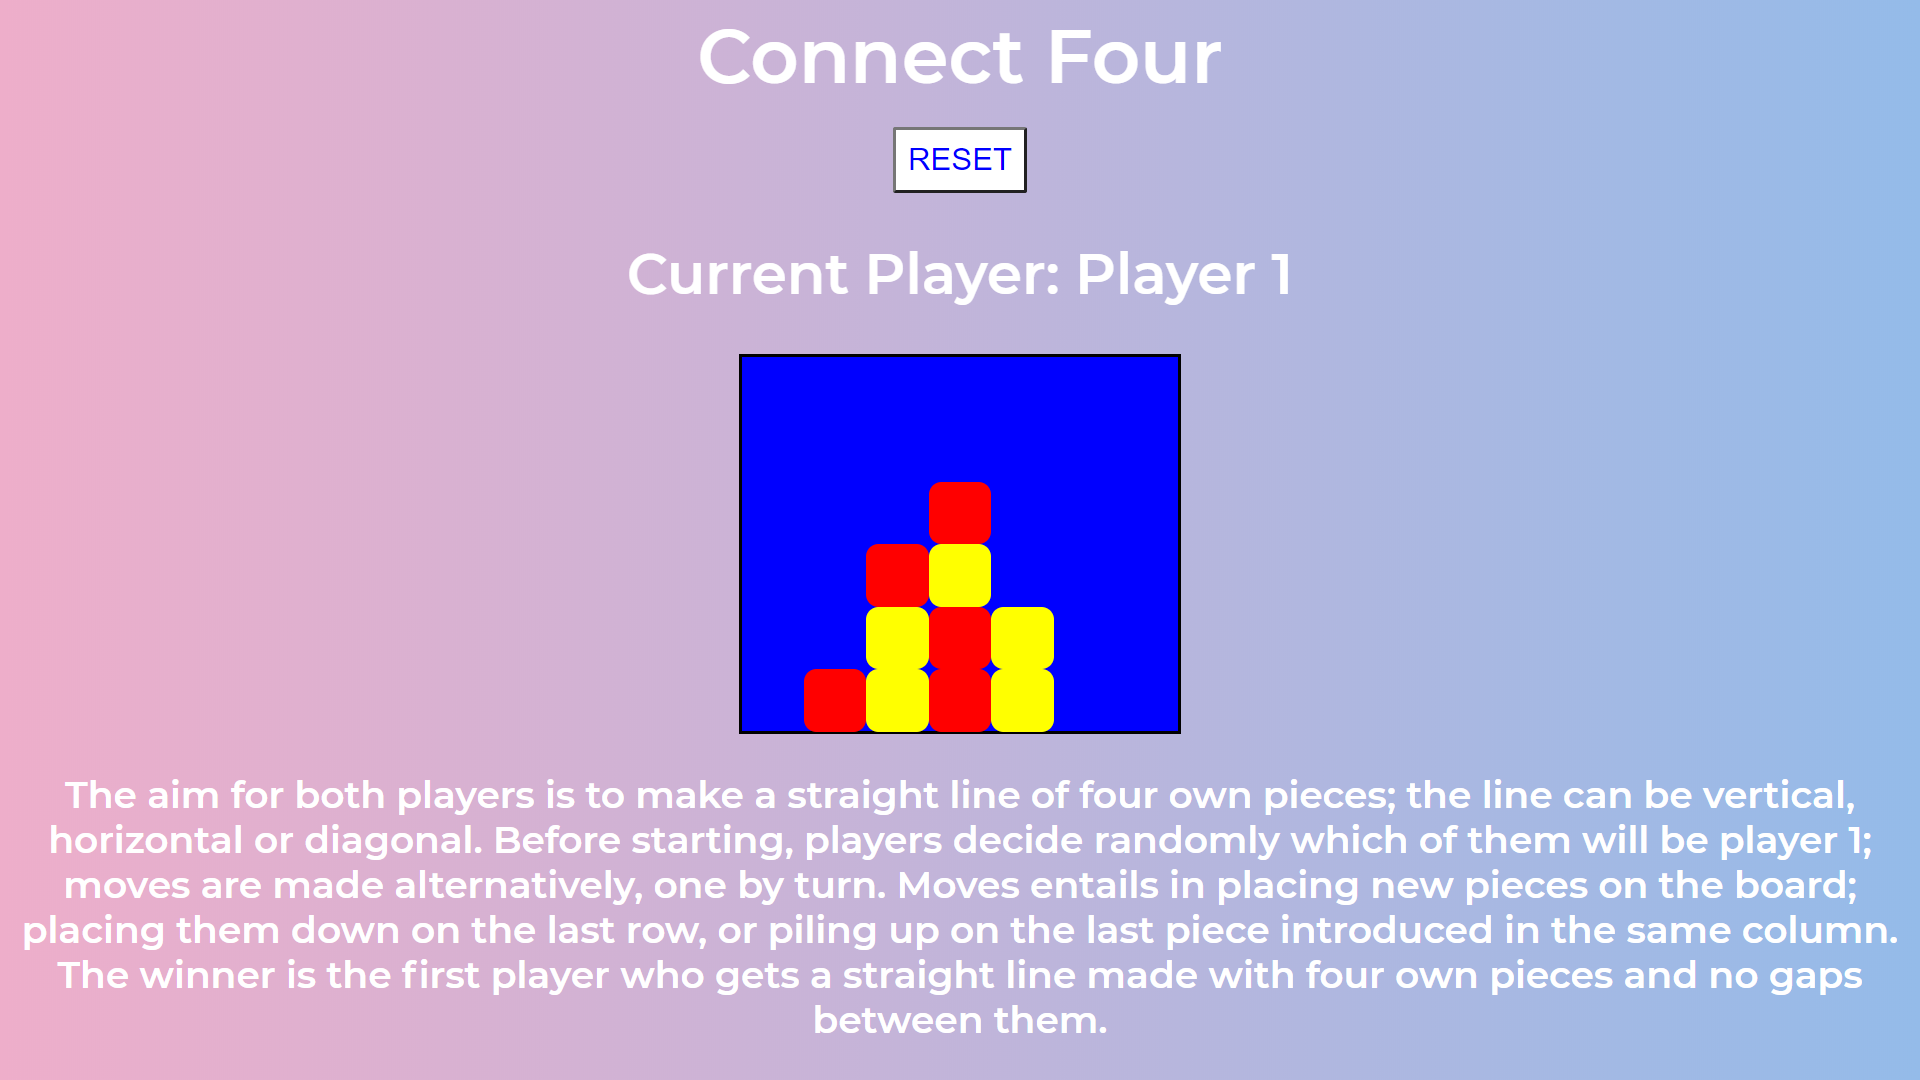 Connect Four
RESET
Current Player: Player 1
The aim for both players is to make a straight line of four own pieces; the line can be vertical,
horizontal or diagonal. Before starting, players decide randomly which of them will be player 1;
moves are made alternatively, one by turn. Moves entails in placing new pieces on the board;
placing them down on the last row, or piling up on the last piece introduced in the same column.
The winner is the first player who gets a straight line made with four own pieces and no gaps
between them.